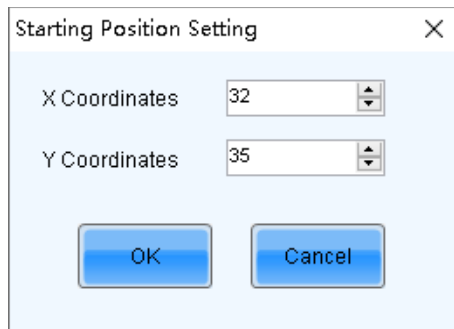 Starting Position Setting
X Coordinates 32
Y Coordinates 35
OK Cancel